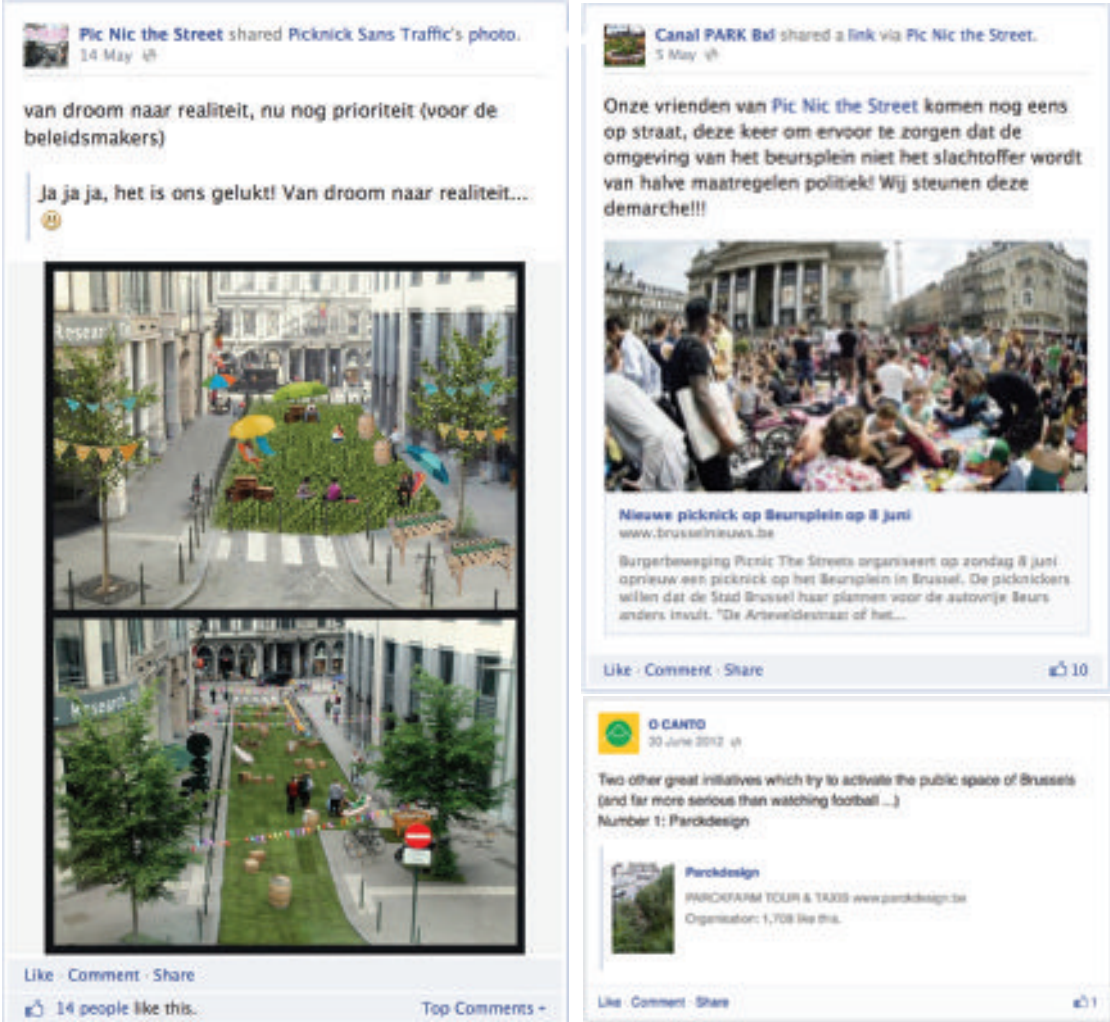 Pic Nic the Street shared Picknick Sans Traffic's photo.
14 May
van droom naar realiteit, nu nog prioriteit (voor de
beleidsmakers)
Ja ja ja, het is ons gelukt! Van droom naar realiteit...
Research
Research
Like · Comment · Share
14 people like this.
Top Comments
Canal PARK Bxl shared a link via Pic Nic the Street.
5 May
Onze vrienden van Pic Nic the Street komen nog eens
op straat, deze keer om ervoor te zorgen dat de
omgeving van het beursplein niet het slachtoffer wordt
van halve maatregelen politiek! Wij steunen deze
demarche!!!
Nieuwe picknick op Beursplein op 8 juni
www.brusselnieuws.be
Burgerbeweging Picnic The Streets organiseert op zondag 8 juni
opnieuw een picknick op het Beursplein in Brussel. De picknickers
willen dat de Stad Brussel haar plannen voor de autovrije Beurs
anders invult. "De Arteveldestraat of het...
Like · Comment · Share
10
O CANTO
30 June 2012
Two other great initiatives which try to activate the public space of Brussels
(and far more serious than watching football ...)
Number 1: Parckdesign
Parckdesign
PARCKFARM TOUR & TAXIS www.parckdesign.be
Organisation: 1,708 like this.
Like · Comment · Share
1